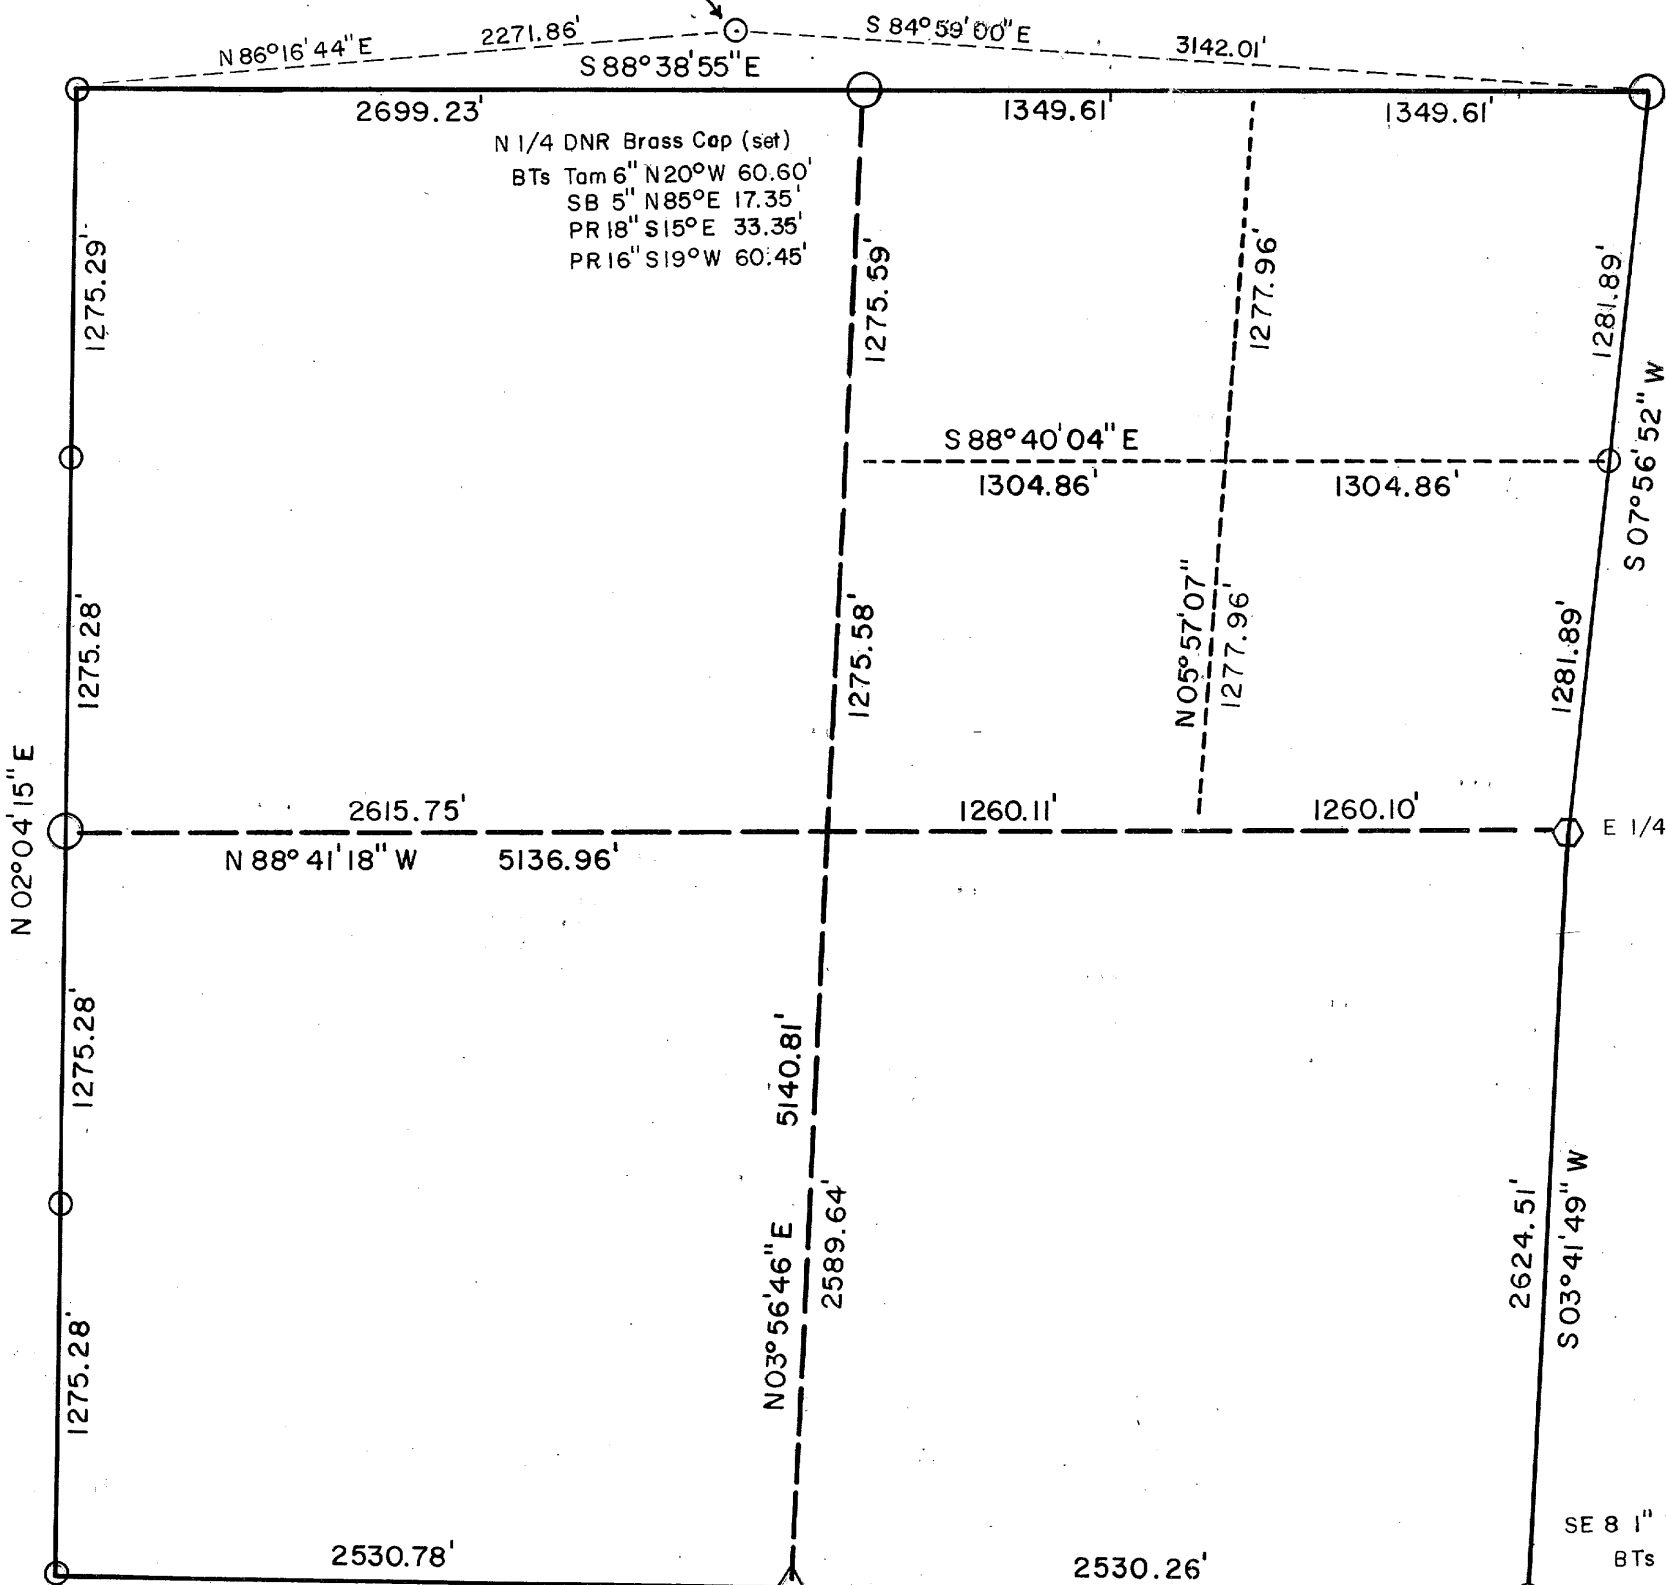 N 86° 16' 44" E
2271.86'
S 84° 59' 00" E
3142.01'
S 88° 38' 55" E
2699.23'
1349.61'
1349.61'
N 1/4 DNR Brass Cap (set)
BTs Tam 6" N20°W 60.60'
SB 5" N85°E 17.35'
PR 18" S15°E 33.35'
PR 16" S19°W 60.45'
1275.29'
1275.59'
1277.96'
1281.89'
S 07° 56' 52" W
S 88° 40' 04" E
1304.86'
1304.86'
1275.28'
1275.58'
N 05° 57' 07"
1277.96'
1281.89'
N 02° 04' 15" E
2615.75'
1260.11'
1260.10'
E 1/4
N 88° 41' 18" W
5136.96'
1275.28'
5140.81'
N 03° 56' 46" E
2589.64'
2624.51'
S 03° 41' 49" W
1275.28'
2530.78'
2530.26'
SE 8 1"
BTs